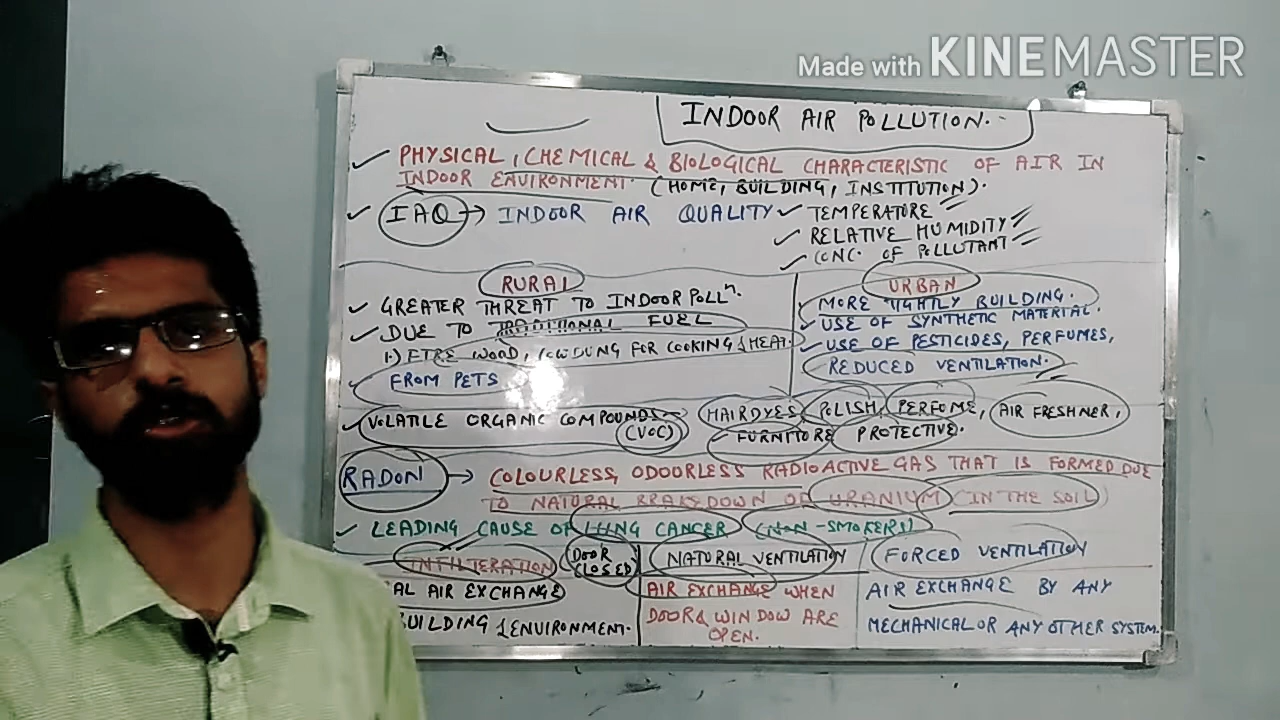 Made with KINEMASTER
INDOOR AIR POLLUTION.
PHYSICAL, CHEMICAL & BIOLOGICAL CHARACTERISTIC OF AIR IN
INDOOR ENVIRONMENT. (HOME, BUILDING, INSTITUTION).
IAQ → INDOOR AIR QUALITY
TEMPERATURE
RELATIVE HUMIDITY
CONC. OF POLLUTANT
RURAL
GREATER THREAT TO INDOOR POLLⁿ.
DUE TO TRADITIONAL FUEL
1.) FIRE WOOD, COWDUNG FOR COOKING & HEAT.
FROM PETS
URBAN
MORE TIGHTLY BUILDING.
USE OF SYNTHETIC MATERIAL.
USE OF PESTICIDES, PERFUMES,
REDUCED VENTILATION.
VOLATILE ORGANIC COMPOUNDS → HAIRDYES, POLISH, PERFUME, AIR FRESHNER,
(VOC) FURNITURE PROTECTIVE.
RADON → COLOURLESS, ODOURLESS RADIOACTIVE GAS THAT IS FORMED DUE
TO NATURAL BREAKDOWN OF URANIUM (IN THE SOIL)
LEADING CAUSE OF LUNG CANCER (NON-SMOKERS)
INFILTERATION (DOOR CLOSED)
AL AIR EXCHANGE
BUILDING & ENVIRONMENT.
NATURAL VENTILATION
AIR EXCHANGE WHEN
DOOR & WINDOW ARE
OPEN.
FORCED VENTILATION
AIR EXCHANGE BY ANY
MECHANICAL OR ANY OTHER SYSTEM.